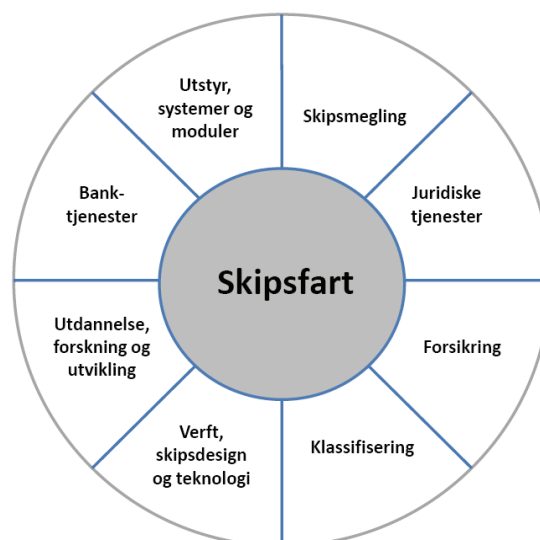 Utstyr,
systemer og
moduler
Skipsmegling
Bank-
tjenester
Juridiske
tjenester
Skipsfart
Utdannelse,
forskning og
utvikling
Forsikring
Verft,
skipsdesign
og teknologi
Klassifisering